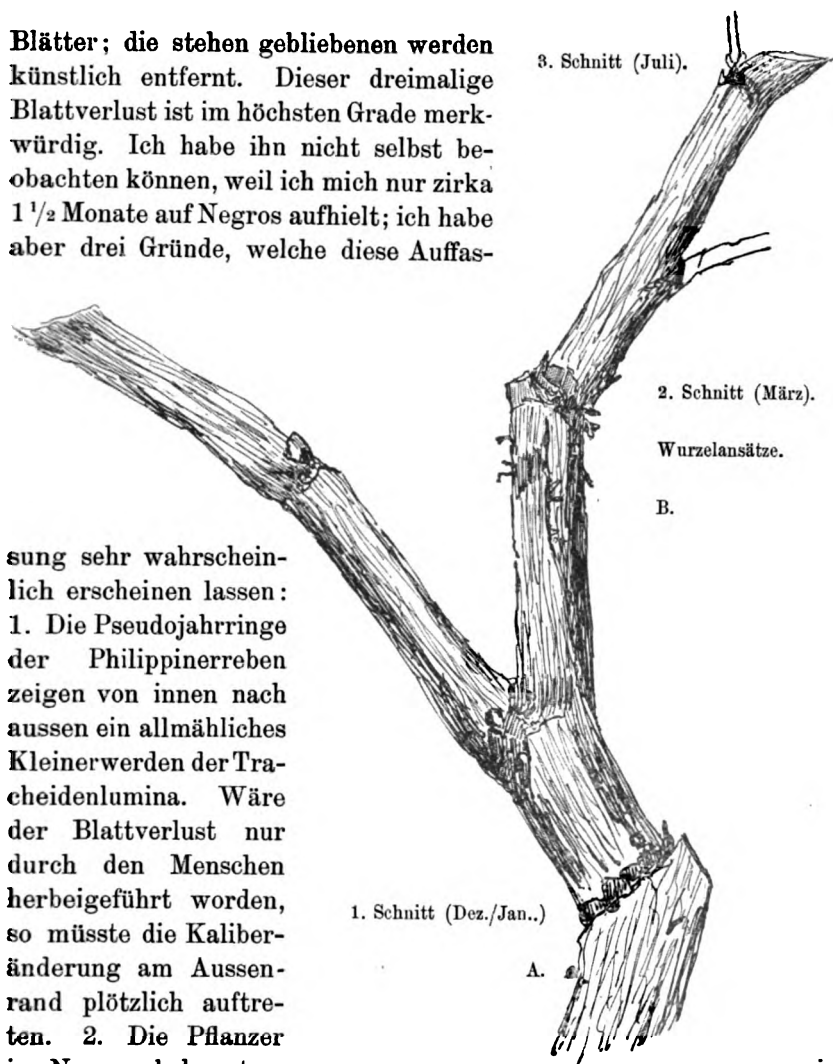 Blätter; die stehen gebliebenen werden
künstlich entfernt. Dieser dreimalige
Blattverlust ist im höchsten Grade merk-
würdig. Ich habe ihn nicht selbst be-
obachten können, weil ich mich nur zirka
1 1/2 Monate auf Negros aufhielt; ich habe
aber drei Gründe, welche diese Auffas-
sung sehr wahrschein-
lich erscheinen lassen:
1. Die Pseudojahrringe
der Philippinerreben
zeigen von innen nach
aussen ein allmähliches
Kleinerwerden der Tra-
cheidenlumina. Wäre
der Blattverlust nur
durch den Menschen
herbeigeführt worden,
so müsste die Kaliber-
änderung am Aussen-
rand plötzlich auftre-
ten. 2. Die Pflanzer
3. Schnitt (Juli).
2. Schnitt (März).
Wurzelansätze.
B.
1. Schnitt (Dez./Jan..)
A.